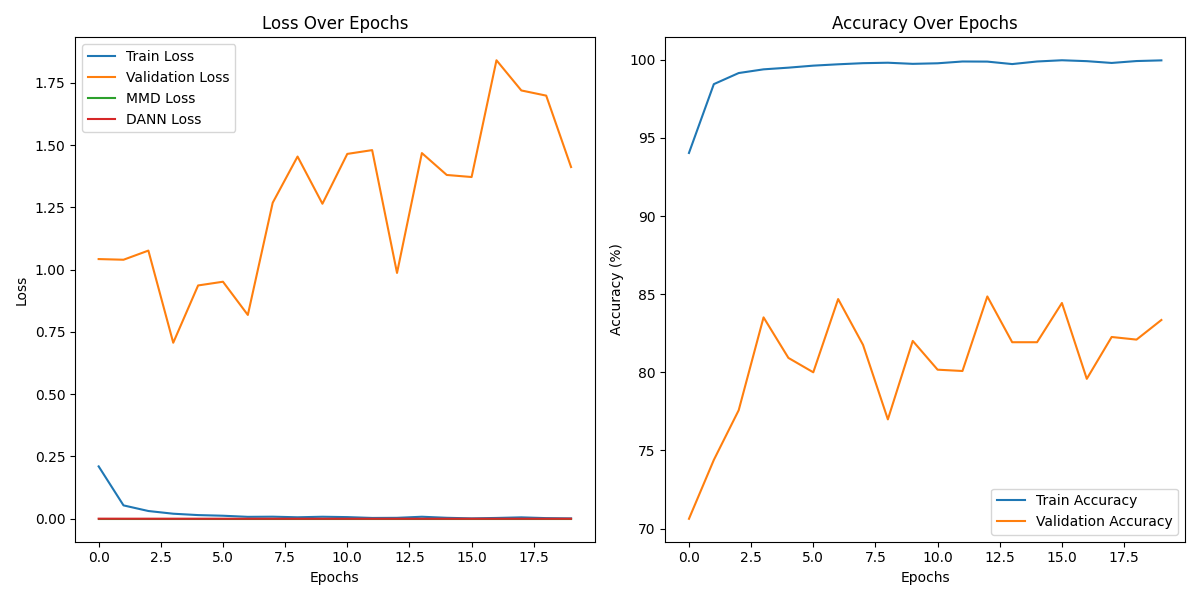 Loss Over Epochs
Train Loss
Validation Loss
MMD Loss
DANN Loss
1.75
1.50
1.25
1.00
0.75
0.50
0.25
0.00
Loss
0.0 2.5 5.0 7.5 10.0 12.5 15.0 17.5
Epochs
Accuracy Over Epochs
100
95
90
85
80
75
70
Accuracy (%)
Train Accuracy
Validation Accuracy
0.0 2.5 5.0 7.5 10.0 12.5 15.0 17.5
Epochs